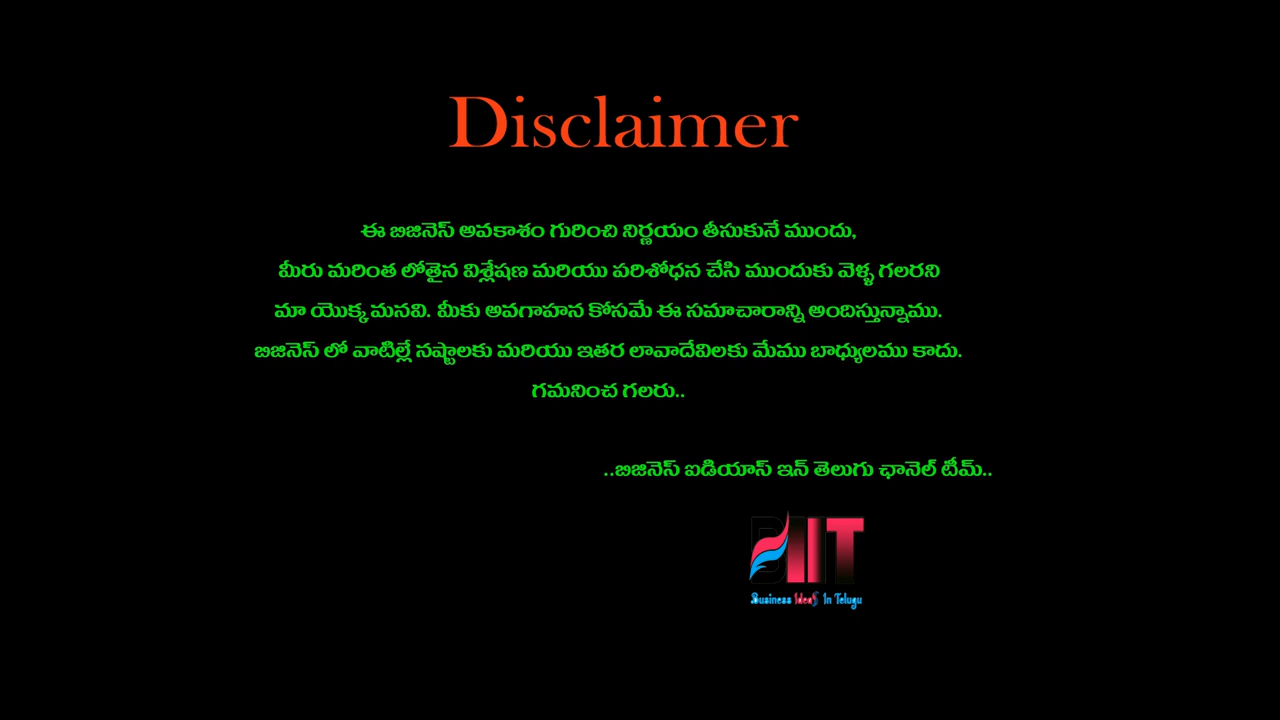 Disclaimer
ఈ బిజినెస్ అవకాశం గురించి నిర్ణయం తీసుకునే ముందు,
మీరు మరింత లోతైన విశ్లేషణ మరియు పరిశోధన చేసి ముందుకు వెళ్ళ గలరని
మా యొక్క మనవి. మీకు అవగాహన కోసమే ఈ సమాచారాన్ని అందిస్తున్నాము.
బిజినెస్ లో వాటిల్లే నష్టాలకు మరియు ఇతర లావాదేవిలకు మేము బాధ్యులము కాదు.
గమనించ గలరు..
..బిజినెస్ ఐడియాస్ ఇన్ తెలుగు ఛానెల్ టీమ్..
BIIT
Business IdeaS In Telugu